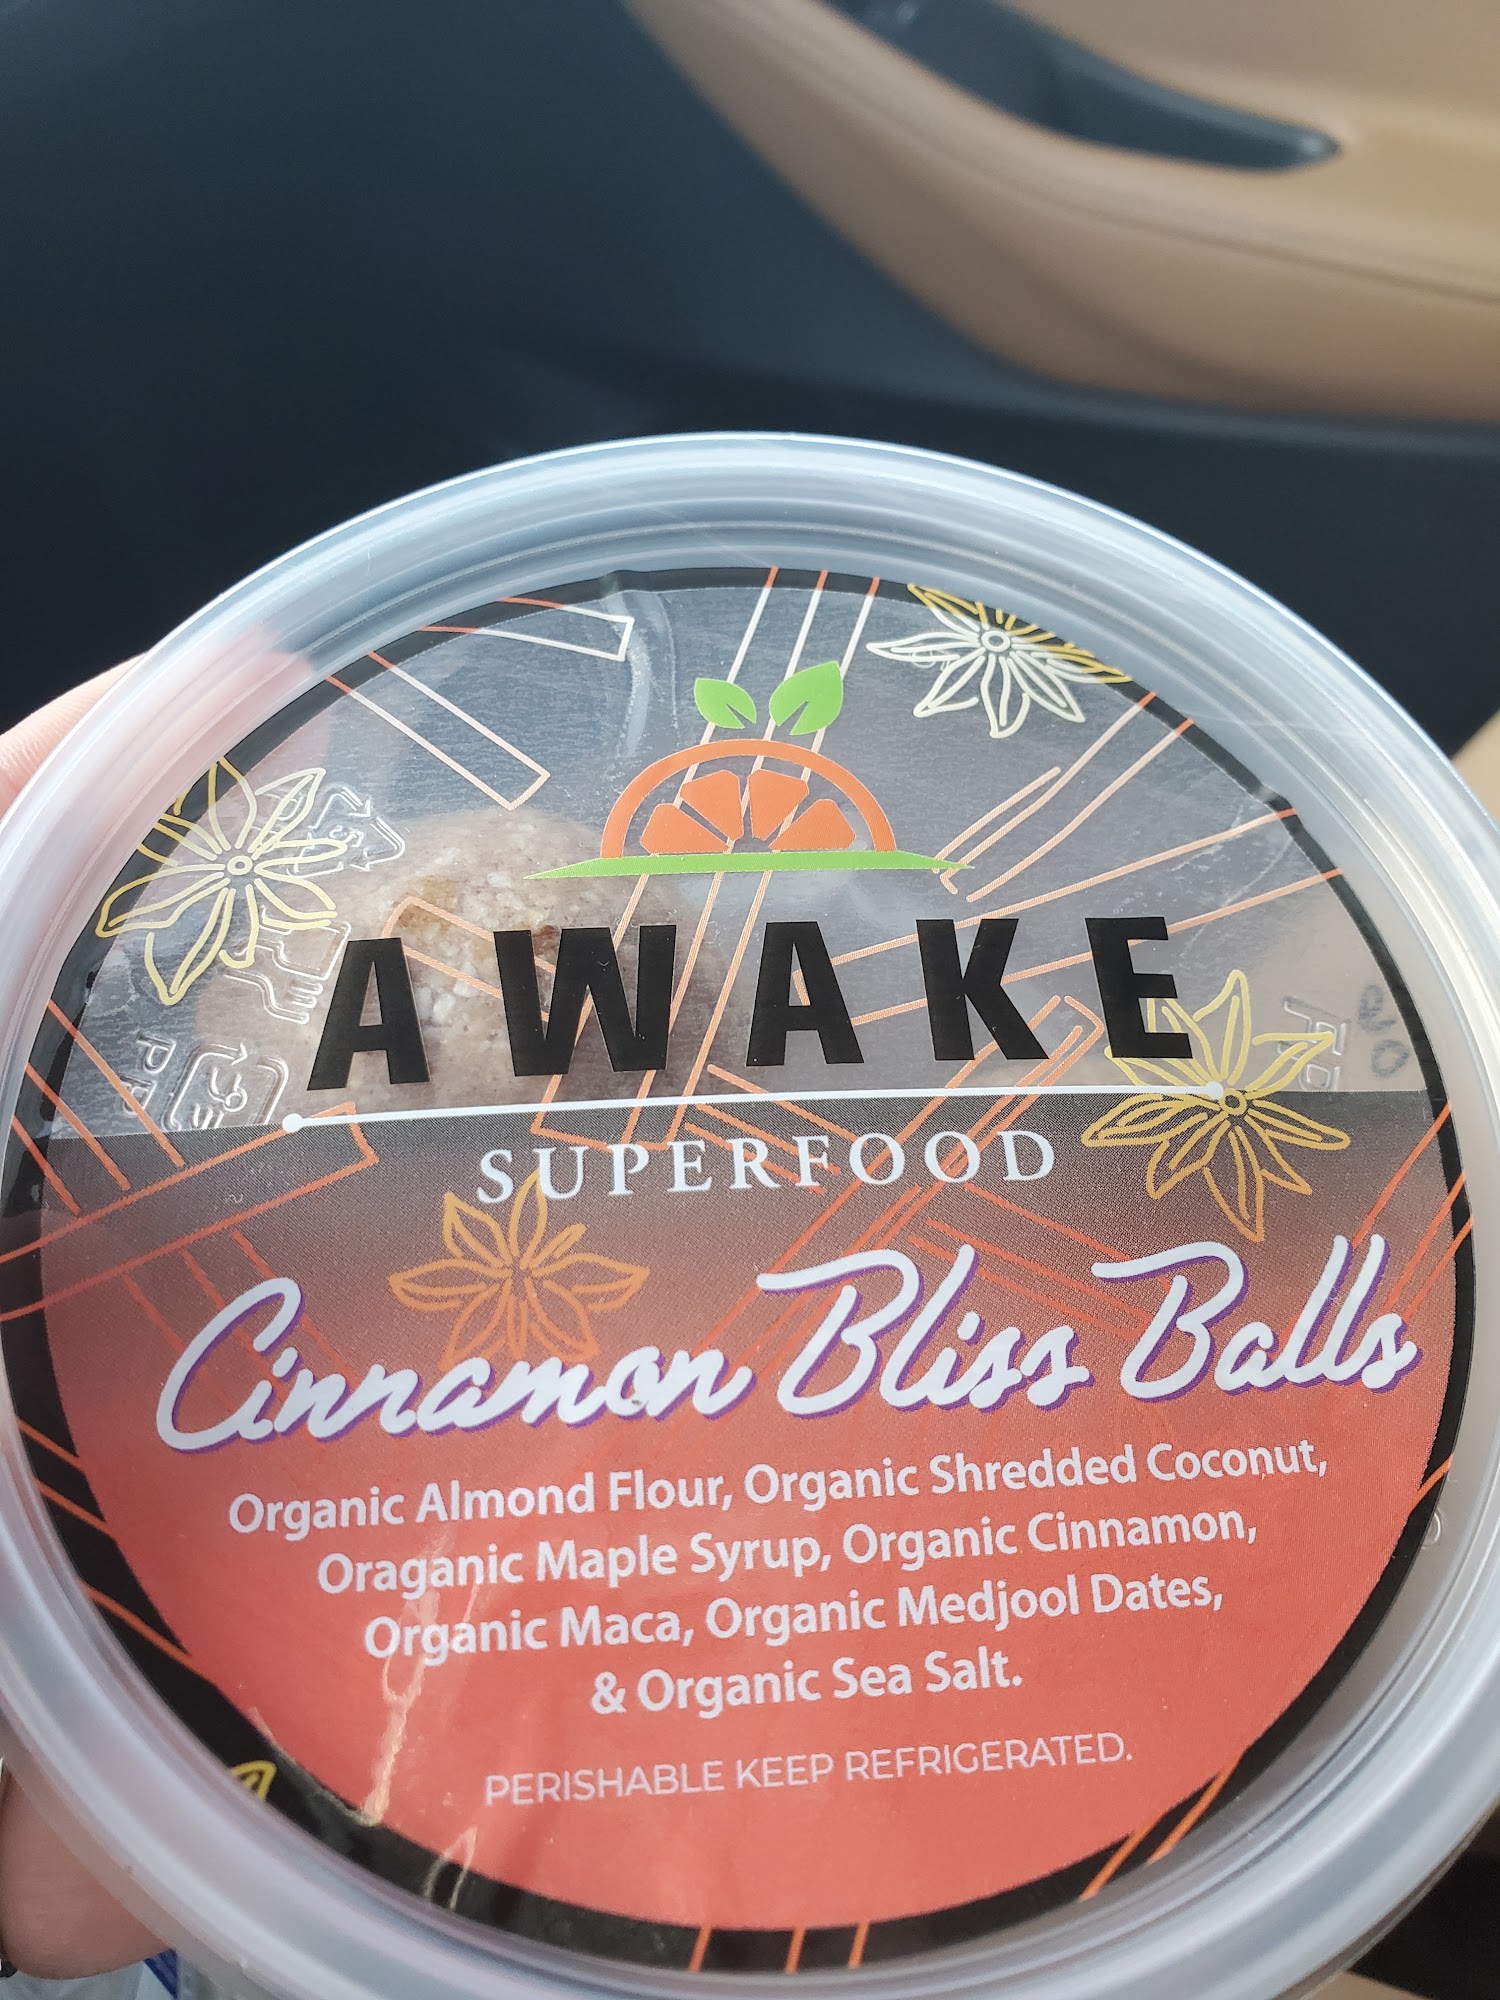 AWAKE
SUPERFOOD
Cinnamon Bliss Balls
Organic Almond Flour, Organic Shredded Coconut,
Oraganic Maple Syrup, Organic Cinnamon,
Organic Maca, Organic Medjool Dates,
& Organic Sea Salt.
PERISHABLE KEEP REFRIGERATED.